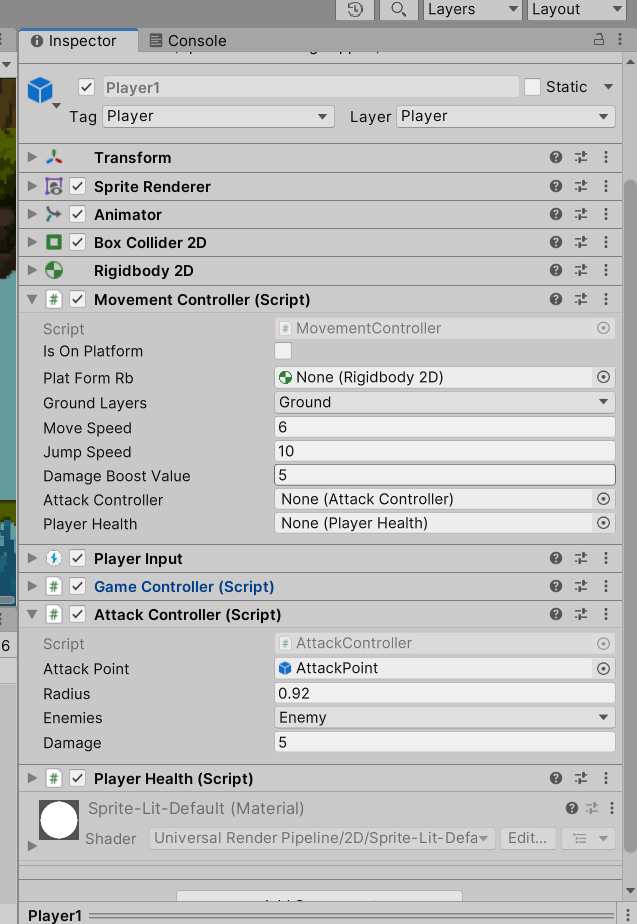 Layers
Layout
Inspector
Console
Player1
Static
Tag
Player
Layer
Player
Transform
Sprite Renderer
Animator
Box Collider 2D
Rigidbody 2D
Movement Controller (Script)
Script
# MovementController
Is On Platform
Plat Form Rb
None (Rigidbody 2D)
Ground Layers
Ground
Move Speed
6
Jump Speed
10
Damage Boost Value
5
Attack Controller
None (Attack Controller)
Player Health
None (Player Health)
Player Input
# Game Controller (Script)
# Attack Controller (Script)
6
Script
# AttackController
Attack Point
AttackPoint
Radius
0.92
Enemies
Enemy
Damage
5
# Player Health (Script)
Sprite-Lit-Default (Material)
Shader
Universal Render Pipeline/2D/Sprite-Lit-Defa
Edit...
Player1